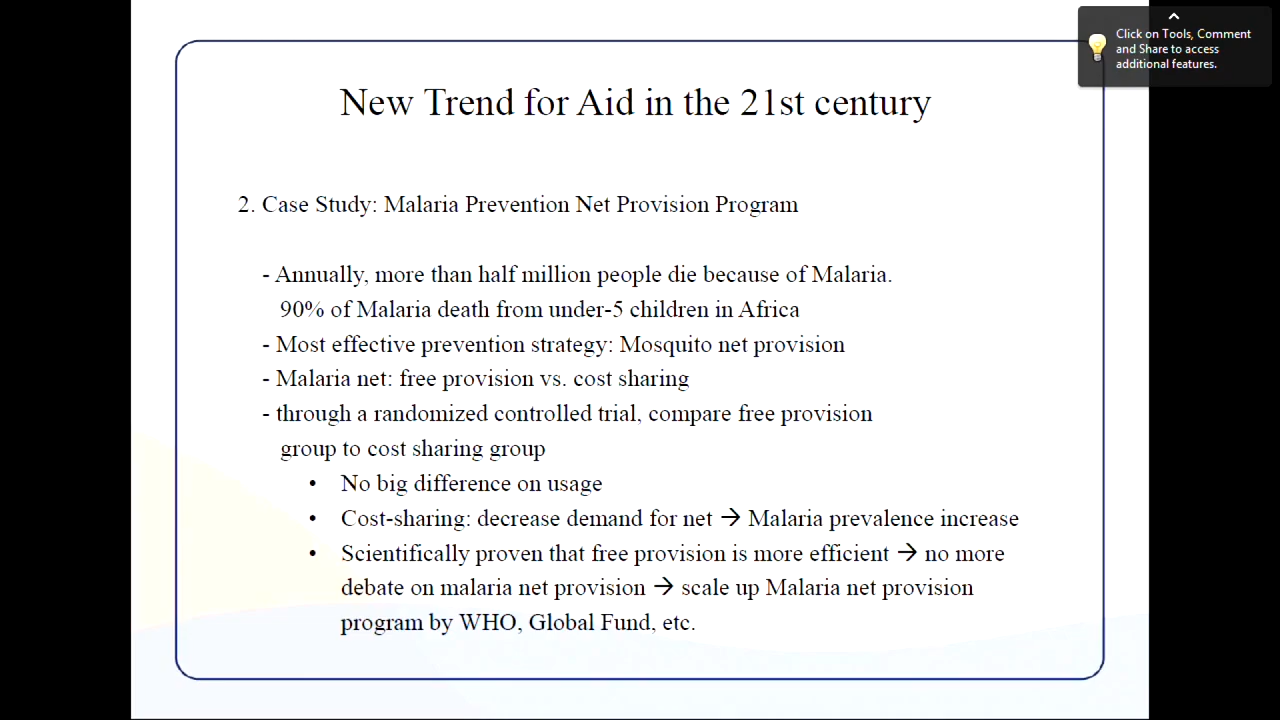 Click on Tools, Comment
and Share to access
additional features.
New Trend for Aid in the 21st century
2. Case Study: Malaria Prevention Net Provision Program
- Annually, more than half million people die because of Malaria.
90% of Malaria death from under-5 children in Africa
- Most effective prevention strategy: Mosquito net provision
- Malaria net: free provision vs. cost sharing
- through a randomized controlled trial, compare free provision
group to cost sharing group
• No big difference on usage
• Cost-sharing: decrease demand for net → Malaria prevalence increase
• Scientifically proven that free provision is more efficient → no more
debate on malaria net provision → scale up Malaria net provision
program by WHO, Global Fund, etc.